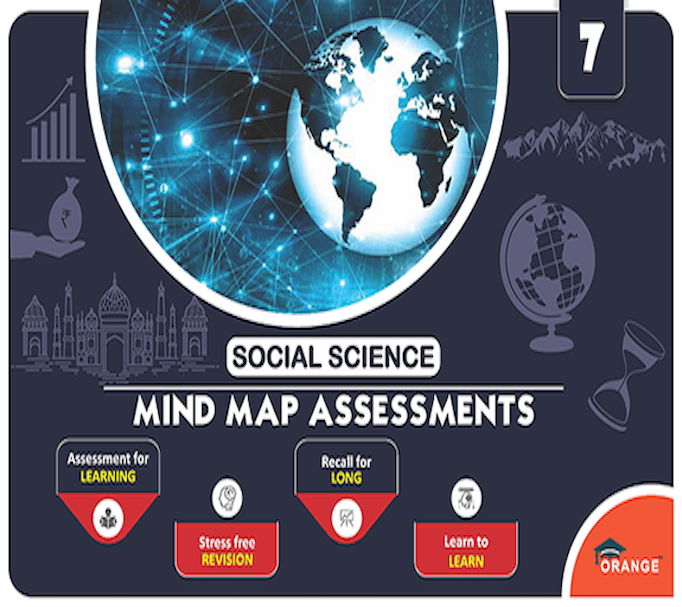 7
₹
SOCIAL SCIENCE
MIND MAP ASSESSMENTS
Assessment for
LEARNING
Stress free
REVISION
Recall for
LONG
Learn to
LEARN
ORANGE